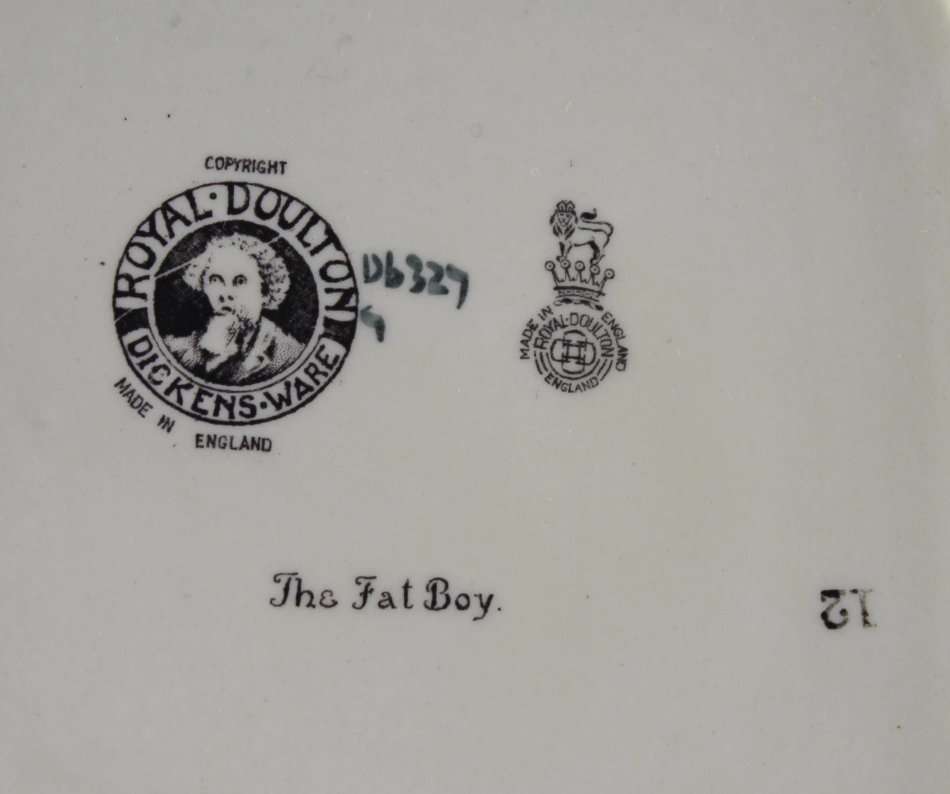 COPYRIGHT
ROYAL·DOULTON
DICKENS·WARE
MADE IN ENGLAND
D6327
MADE IN ENGLAND
ROYAL·DOULTON
ENGLAND
The Fat Boy.
12